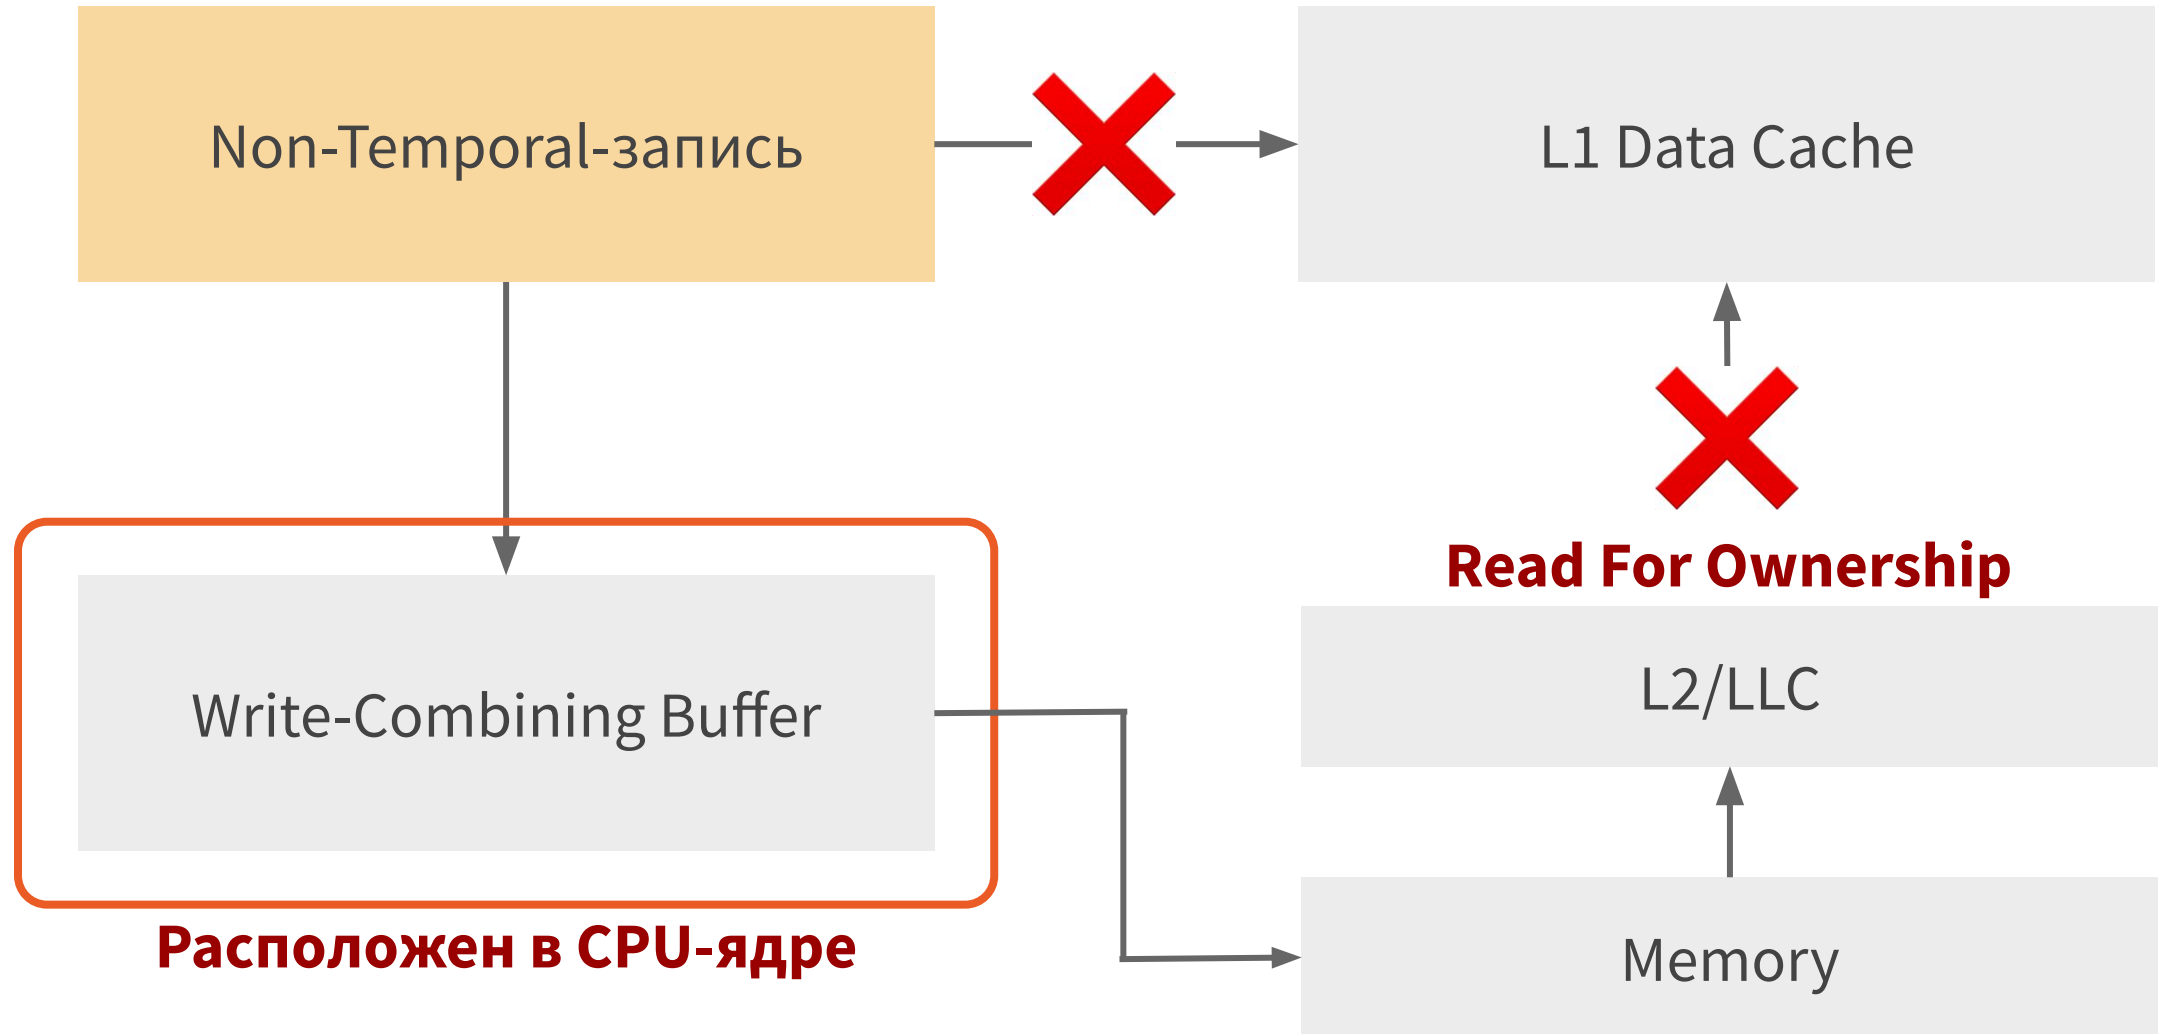 Non-Temporal-запись
L1 Data Cache
Read For Ownership
Write-Combining Buffer
L2/LLC
Расположен в CPU-ядре
Memory